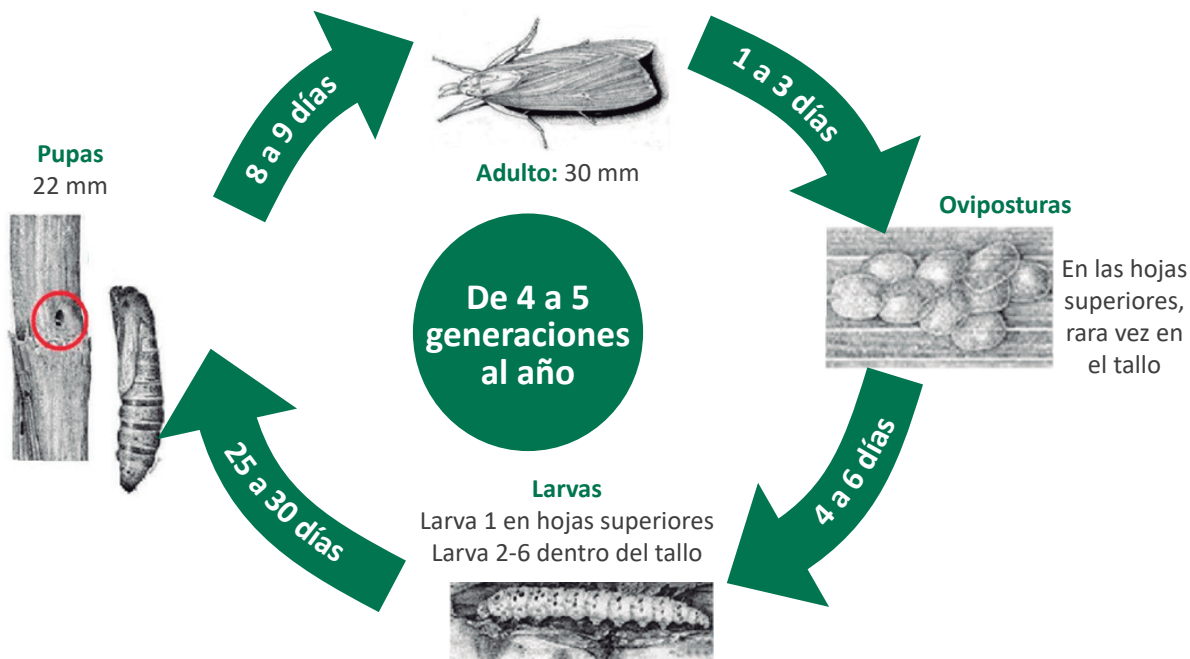 Adulto: 30 mm
1 a 3 días
Oviposturas
En las hojas
superiores,
rara vez en
el tallo
4 a 6 días
Larvas
Larva 1 en hojas superiores
Larva 2-6 dentro del tallo
25 a 30 días
Pupas
22 mm
8 a 9 días
De 4 a 5
generaciones
al año